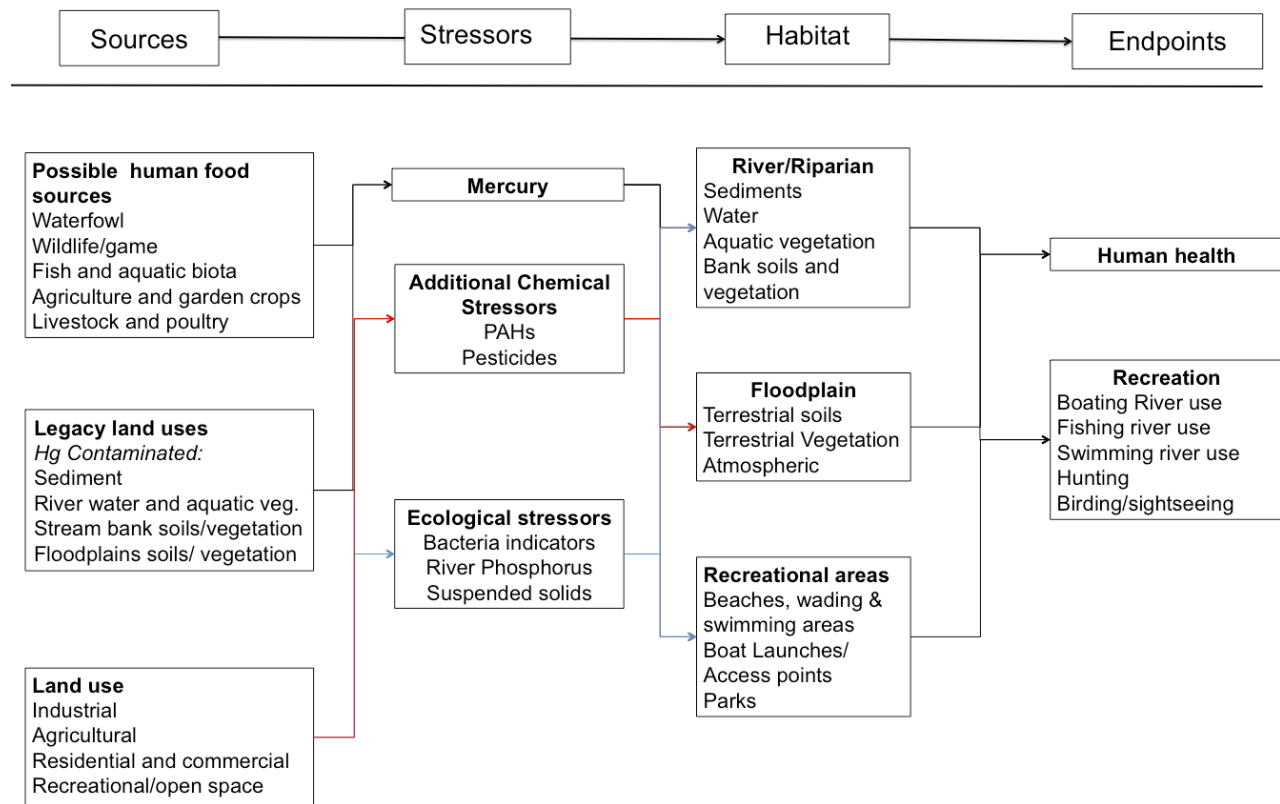 Sources
Stressors
Habitat
Endpoints
Possible human food
sources
Waterfowl
Wildlife/game
Fish and aquatic biota
Agriculture and garden crops
Livestock and poultry
Legacy land uses
Hg Contaminated:
Sediment
River water and aquatic veg.
Stream bank soils/vegetation
Floodplains soils/ vegetation
Land use
Industrial
Agricultural
Residential and commercial
Recreational/open space
Mercury
Additional Chemical
Stressors
PAHs
Pesticides
Ecological stressors
Bacteria indicators
River Phosphorus
Suspended solids
River/Riparian
Sediments
Water
Aquatic vegetation
Bank soils and
vegetation
Floodplain
Terrestrial soils
Terrestrial Vegetation
Atmospheric
Recreational areas
Beaches, wading &
swimming areas
Boat Launches/
Access points
Parks
Human health
Recreation
Boating River use
Fishing river use
Swimming river use
Hunting
Birding/sightseeing